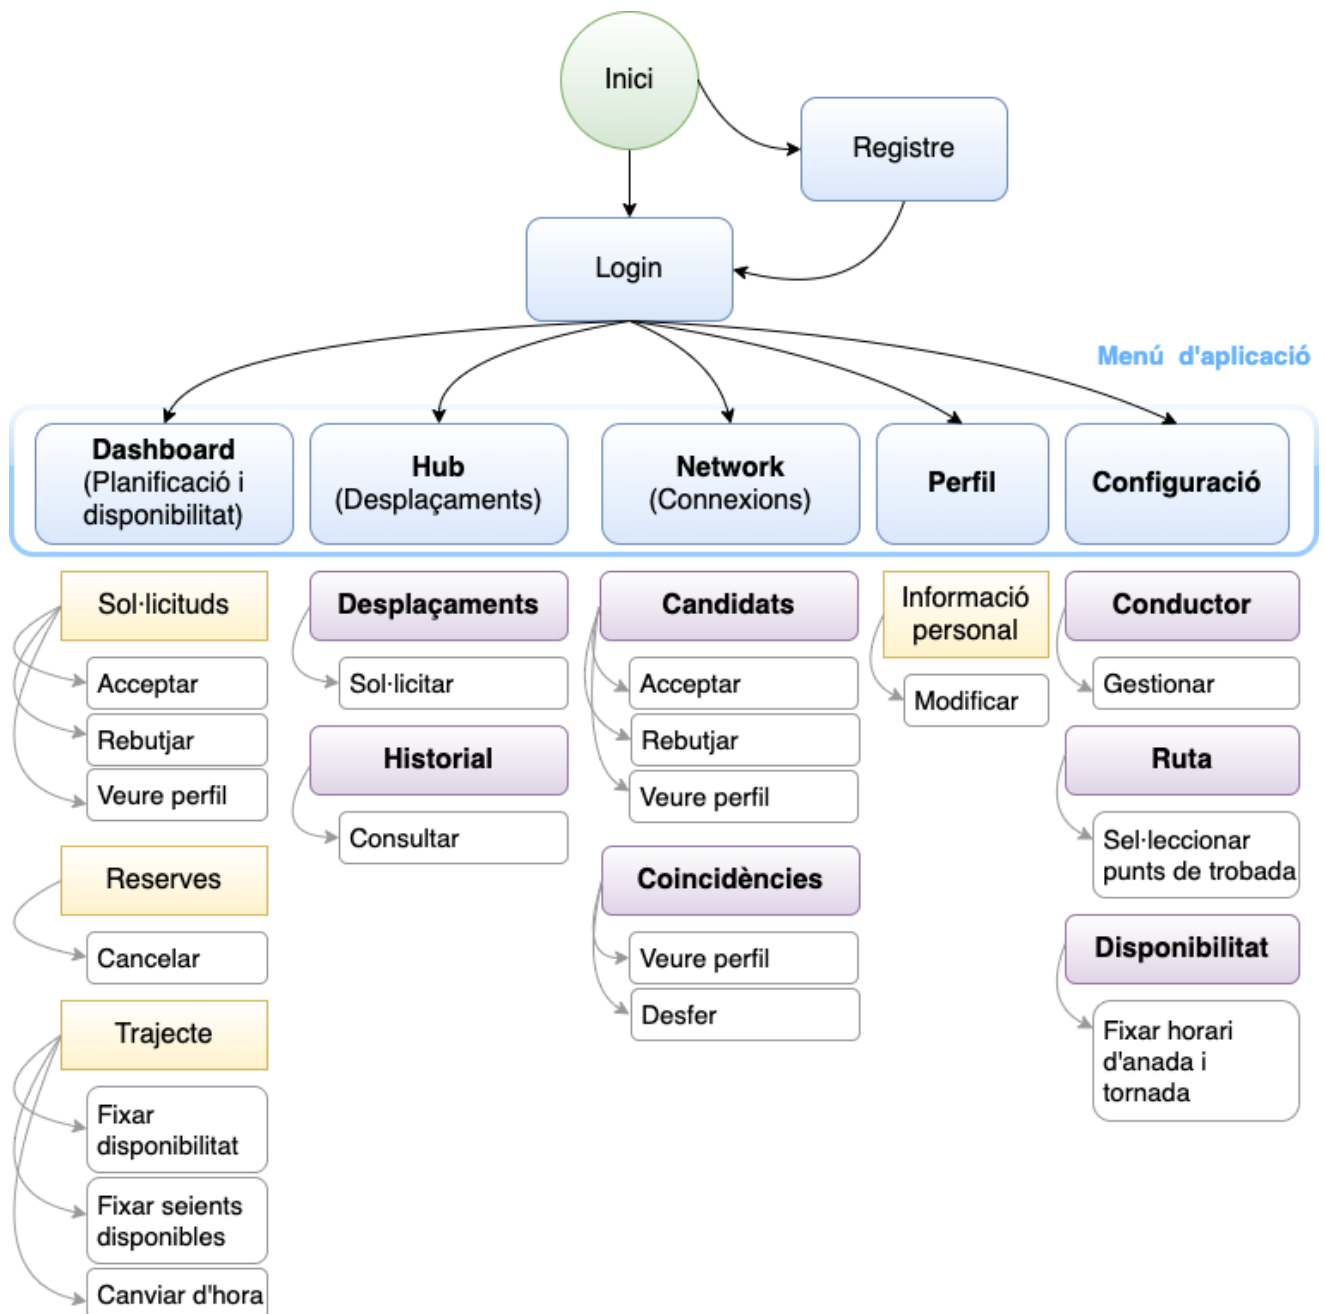 Inici
Registre
Login
Menú d'aplicació
Dashboard
(Planificació i
disponibilitat)
Hub
(Desplaçaments)
Network
(Connexions)
Perfil
Configuració
Sol·licituds
Acceptar
Rebutjar
Veure perfil
Reserves
Cancelar
Trajecte
Fixar
disponibilitat
Fixar seients
disponibles
Canviar d'hora
Desplaçaments
Sol·licitar
Historial
Consultar
Candidats
Acceptar
Rebutjar
Veure perfil
Coincidències
Veure perfil
Desfer
Informació
personal
Modificar
Conductor
Gestionar
Ruta
Sel·leccionar
punts de trobada
Disponibilitat
Fixar horari
d'anada i
tornada